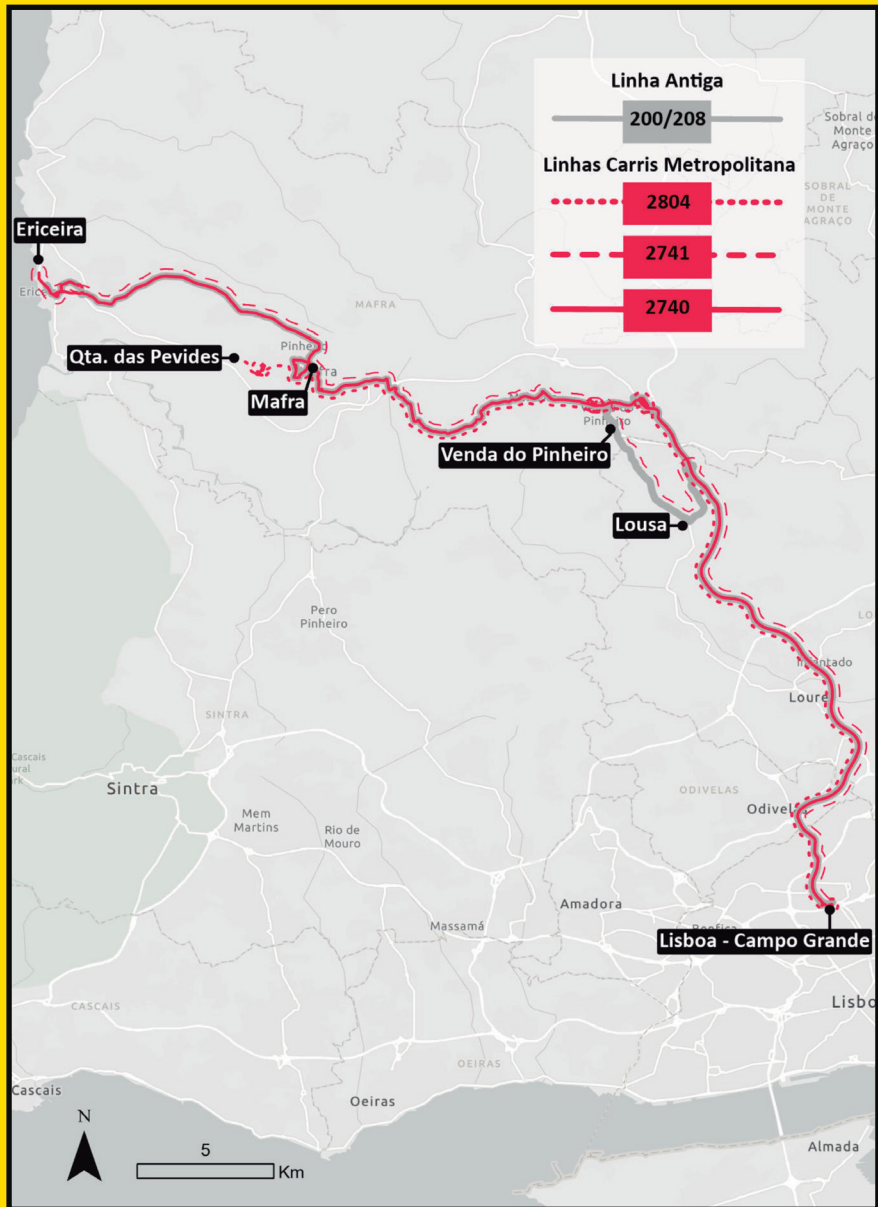 Linha Antiga
200/208
Linhas Carris Metropolitana
2804
2741
2740
Sobral de
Monte
Agraço
SOBRAL
DE
MONTE
AGRAÇO
Ericeira
MAFRA
Qta. das Pevides
Mafra
Pinheiro
Venda do Pinheiro
Lousa
Pero
Pinheiro
SINTRA
Sintra
Mem
Martins
Rio de
Mouro
ODIVELAS
Amadora
Massamá
Lisboa - Campo Grande
CASCAIS
OEIRAS
Cascais
Oeiras
Almada
N
5
Km